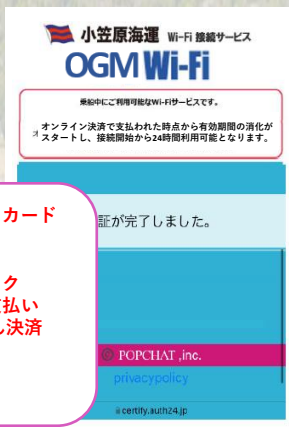 小笠原海運 Wi-Fi 接続サービス
OGM Wi-Fi
乗船中にご利用可能なWi-Fiサービスです。
オンライン決済で支払われた時点から有効期間の消化が
スタートし、接続開始から24時間利用可能となります。
証が完了しました。
カード
ク
払い
し決済
POPCHAT ,inc.
privacypolicy
certify.auth24.jp